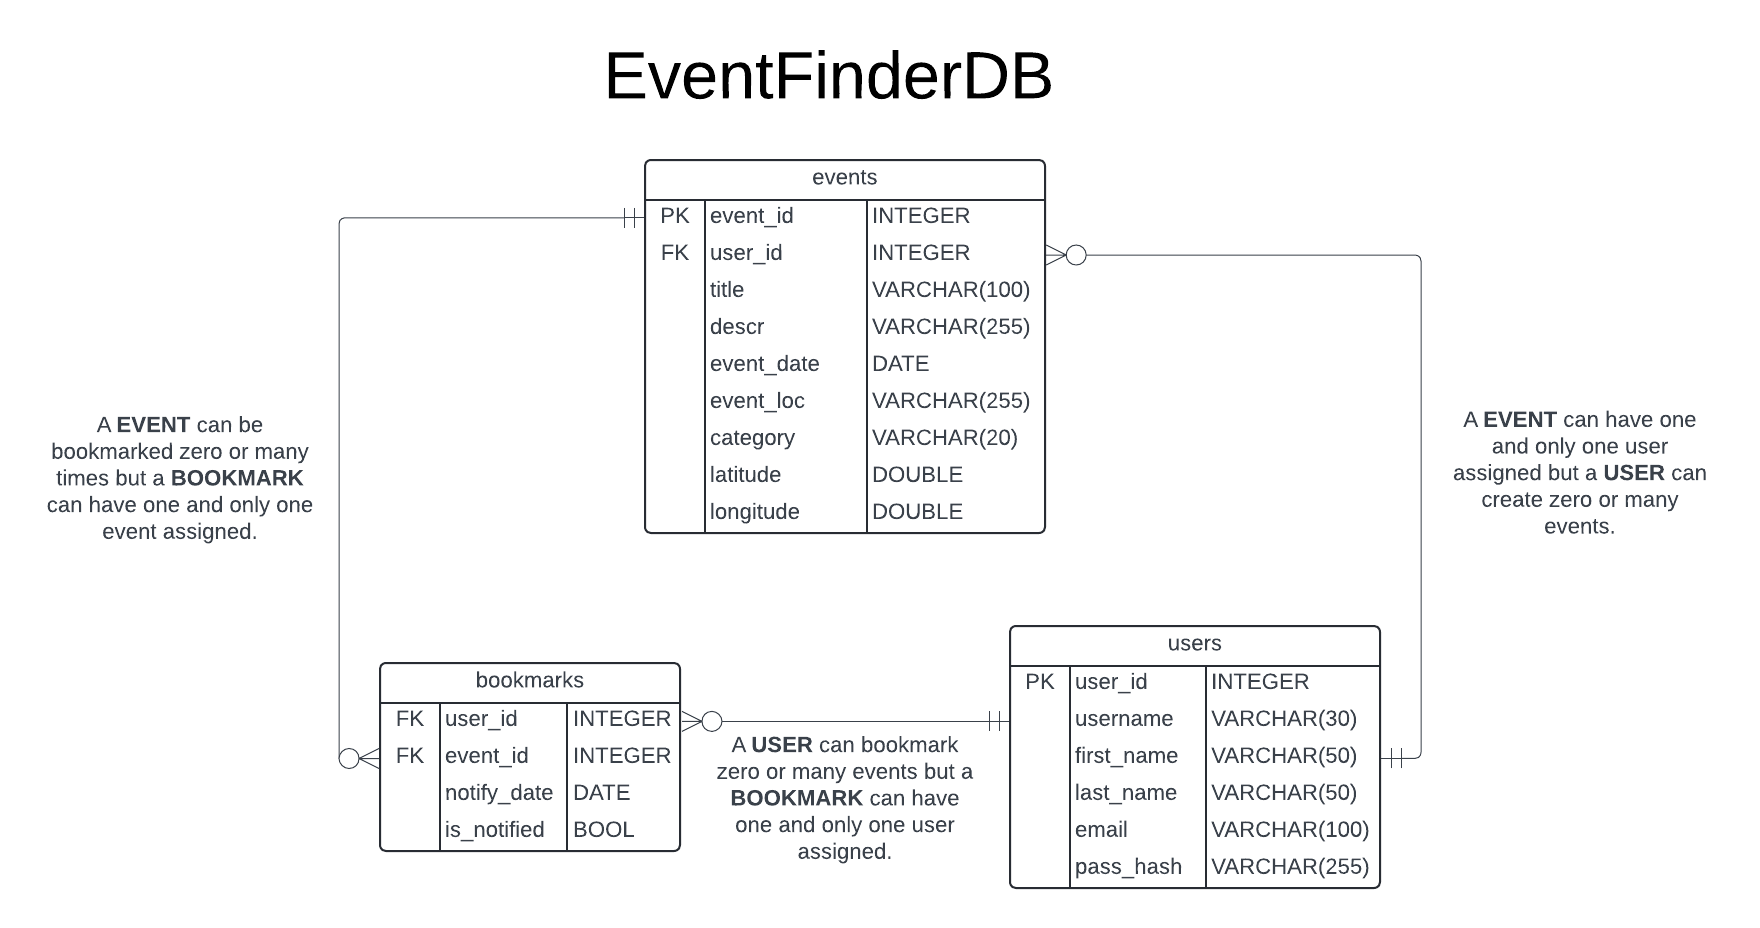 EventFinderDB
events
PK event_id INTEGER
FK user_id INTEGER
title VARCHAR(100)
descr VARCHAR(255)
event_date DATE
event_loc VARCHAR(255)
category VARCHAR(20)
latitude DOUBLE
longitude DOUBLE
A EVENT can be
bookmarked zero or many
times but a BOOKMARK
can have one and only one
event assigned.
A EVENT can have one
and only one user
assigned but a USER can
create zero or many
events.
bookmarks
FK user_id INTEGER
FK event_id INTEGER
notify_date DATE
is_notified BOOL
A USER can bookmark
zero or many events but a
BOOKMARK can have
one and only one user
assigned.
users
PK user_id INTEGER
username VARCHAR(30)
first_name VARCHAR(50)
last_name VARCHAR(50)
email VARCHAR(100)
pass_hash VARCHAR(255)